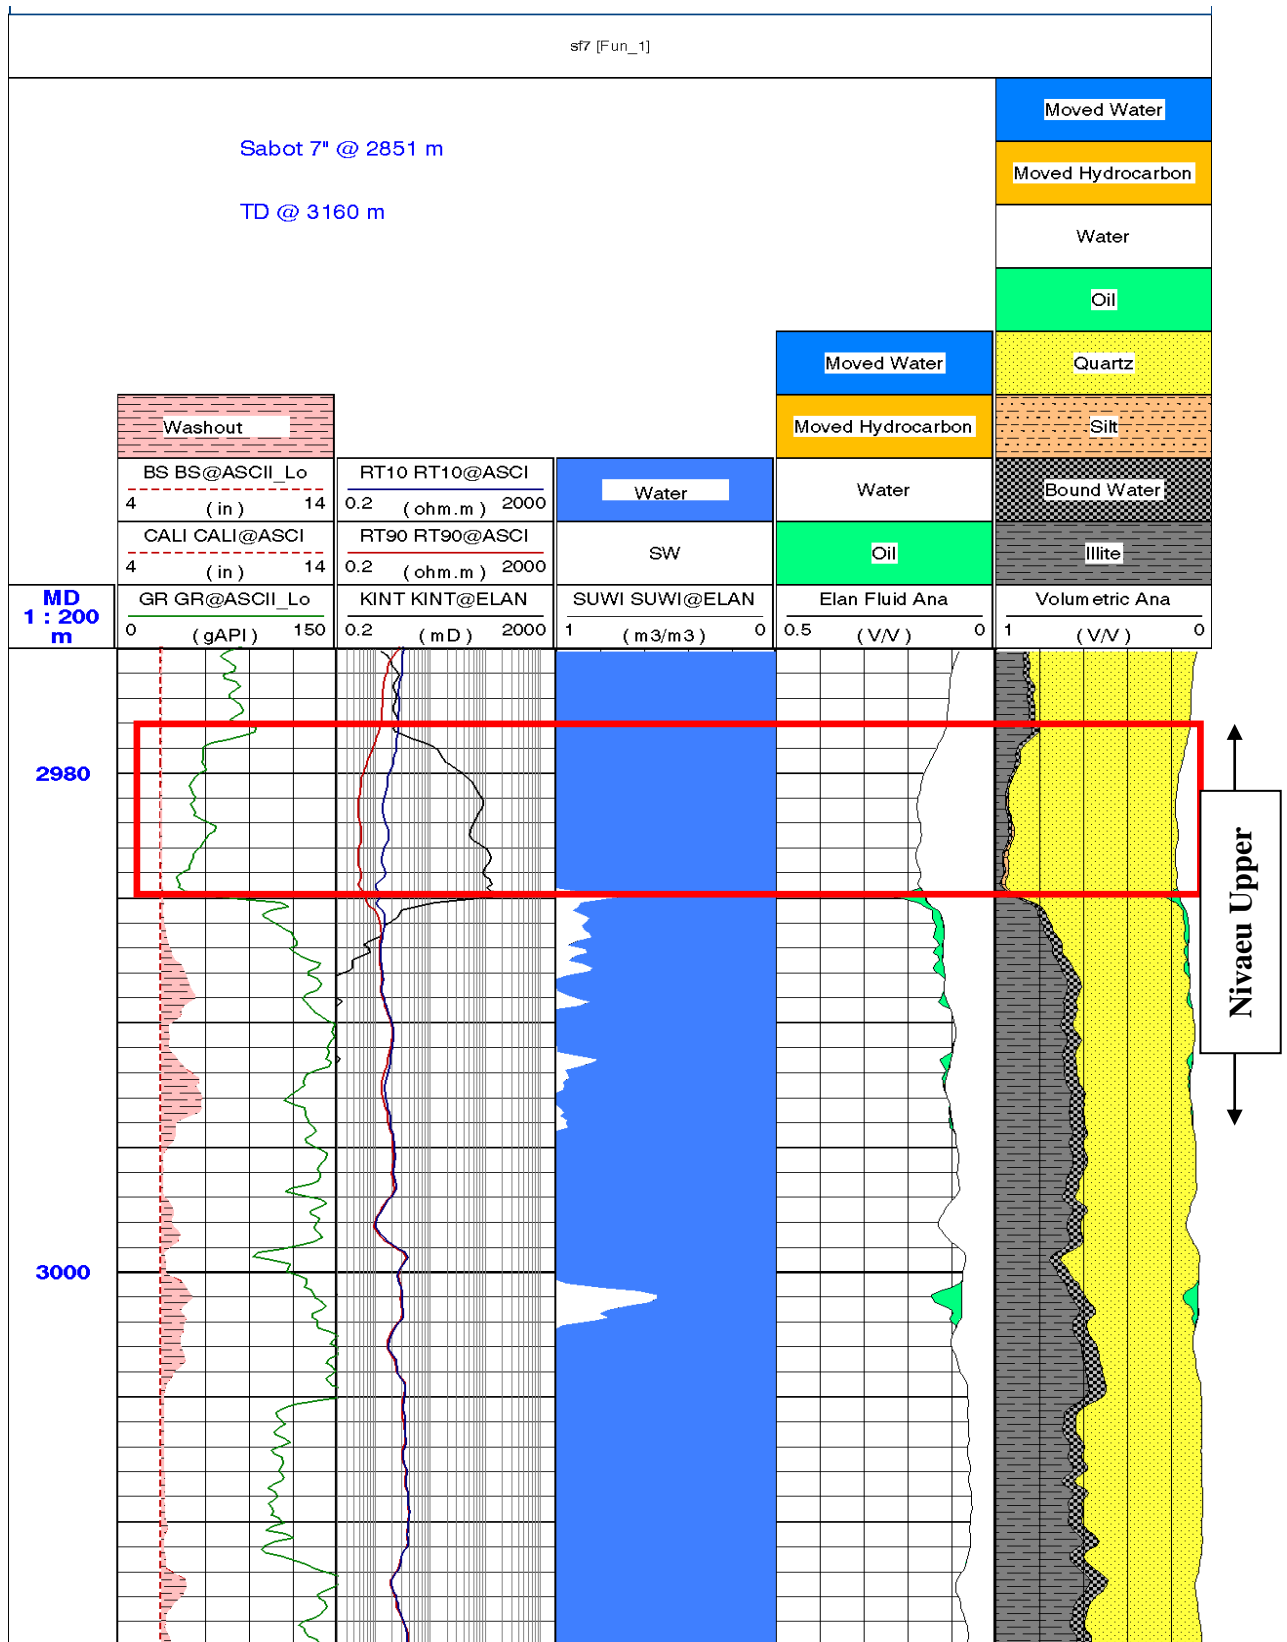 sf7 [Fun_1]
Sabot 7" @ 2851 m
TD @ 3160 m
Moved Water
Moved Hydrocarbon
Water
Oil
Moved Water
Quartz
Washout
Moved Hydrocarbon
Silt
BS BS@ASCII_Lo
4 (in) 14
RT10 RT10@ASCI
0.2 (ohm.m) 2000
Water
Water
Bound Water
CALI CALI@ASCI
4 (in) 14
RT90 RT90@ASCI
0.2 (ohm.m) 2000
SW
Oil
Illite
MD
1 : 200
m
GR GR@ASCII_Lo
0 (gAPI) 150
KINT KINT@ELAN
0.2 (mD) 2000
SUWI SUWI@ELAN
1 (m3/m3) 0
Elan Fluid Ana
0.5 (V/V) 0
Volumetric Ana
1 (V/V) 0
2980
Nivaeu Upper
3000